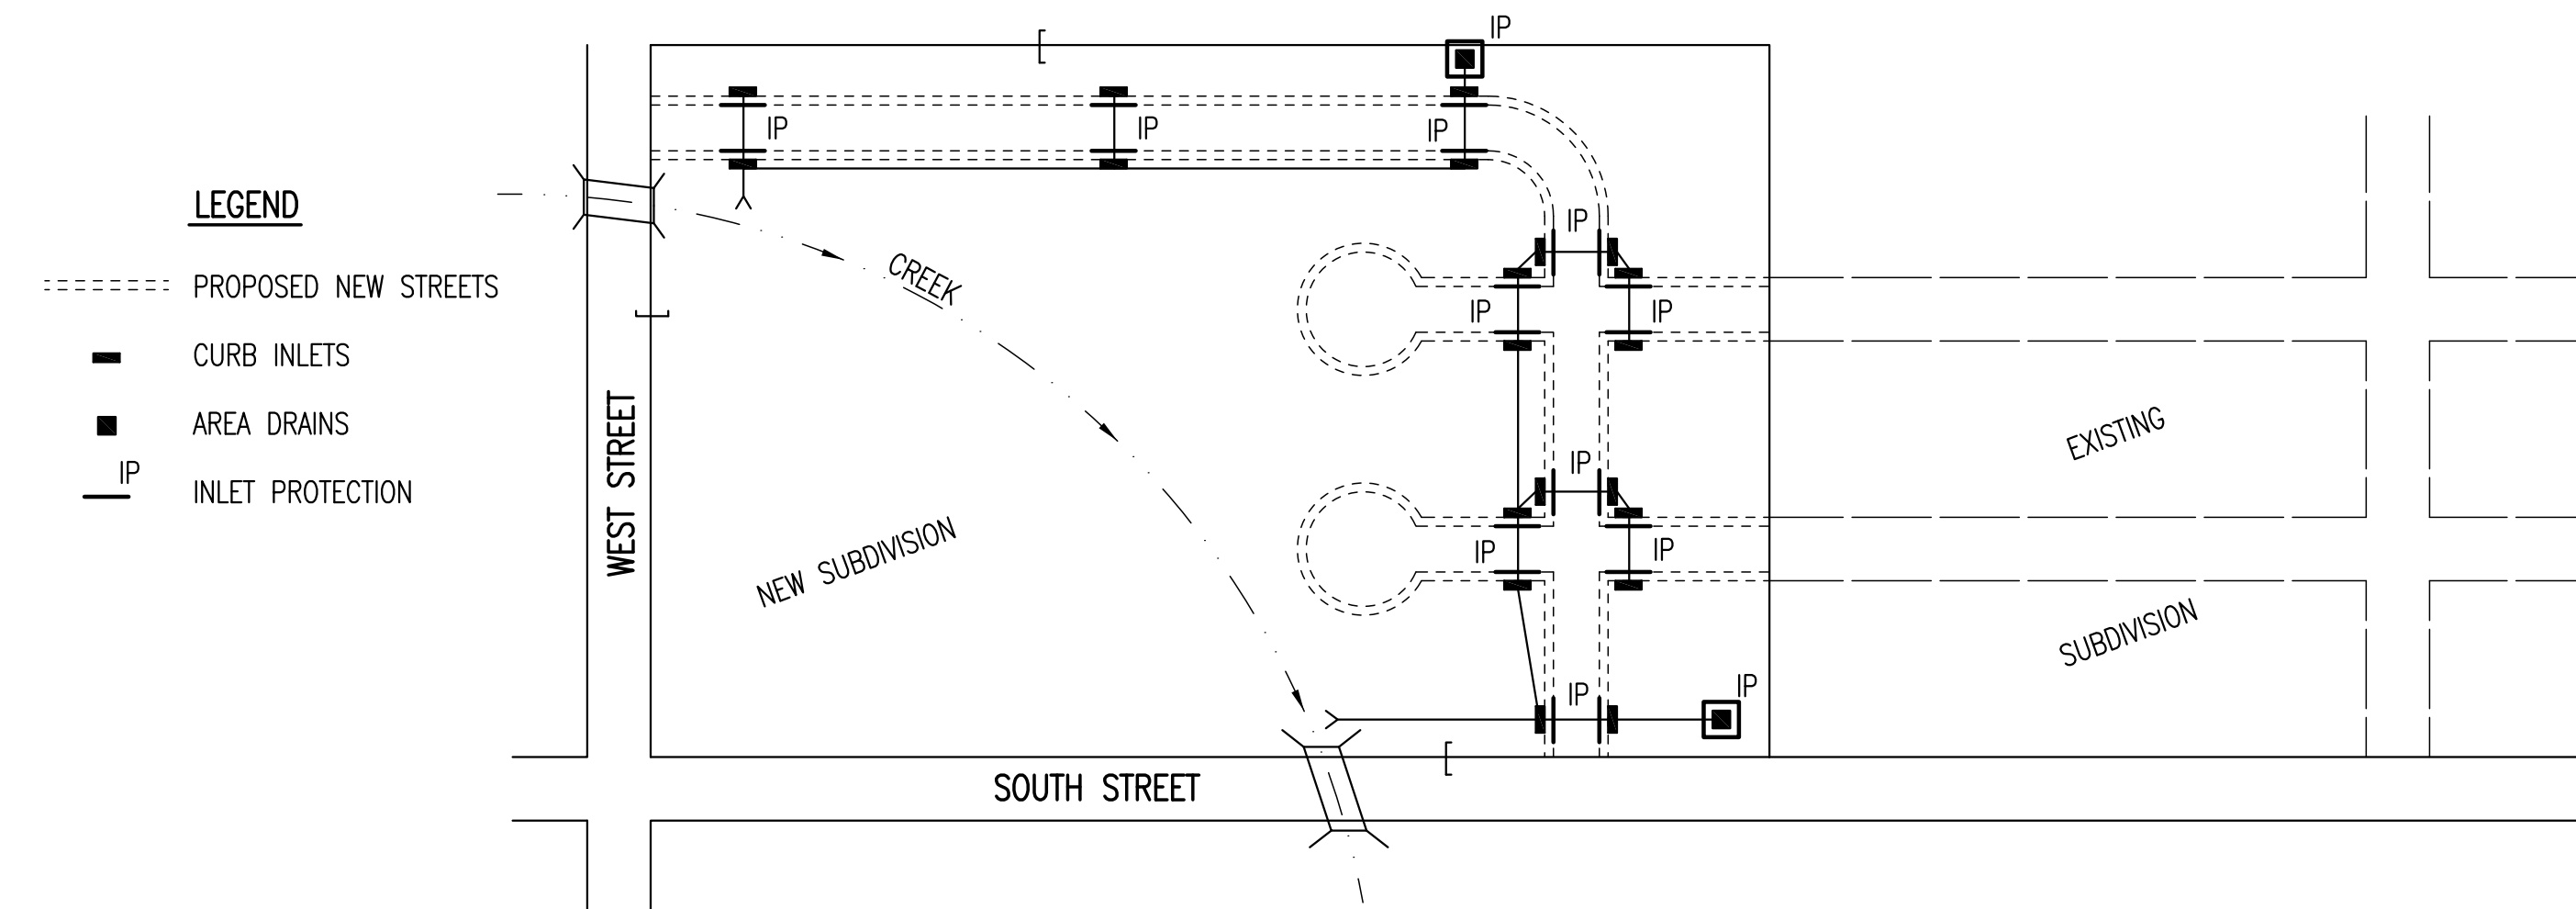 LEGEND
PROPOSED NEW STREETS
CURB INLETS
AREA DRAINS
IP
INLET PROTECTION
WEST STREET
IP
IP
IP
IP
IP
IP
IP
CREEK
NEW SUBDIVISION
IP
IP
IP
IP
IP
SOUTH STREET
EXISTING
SUBDIVISION